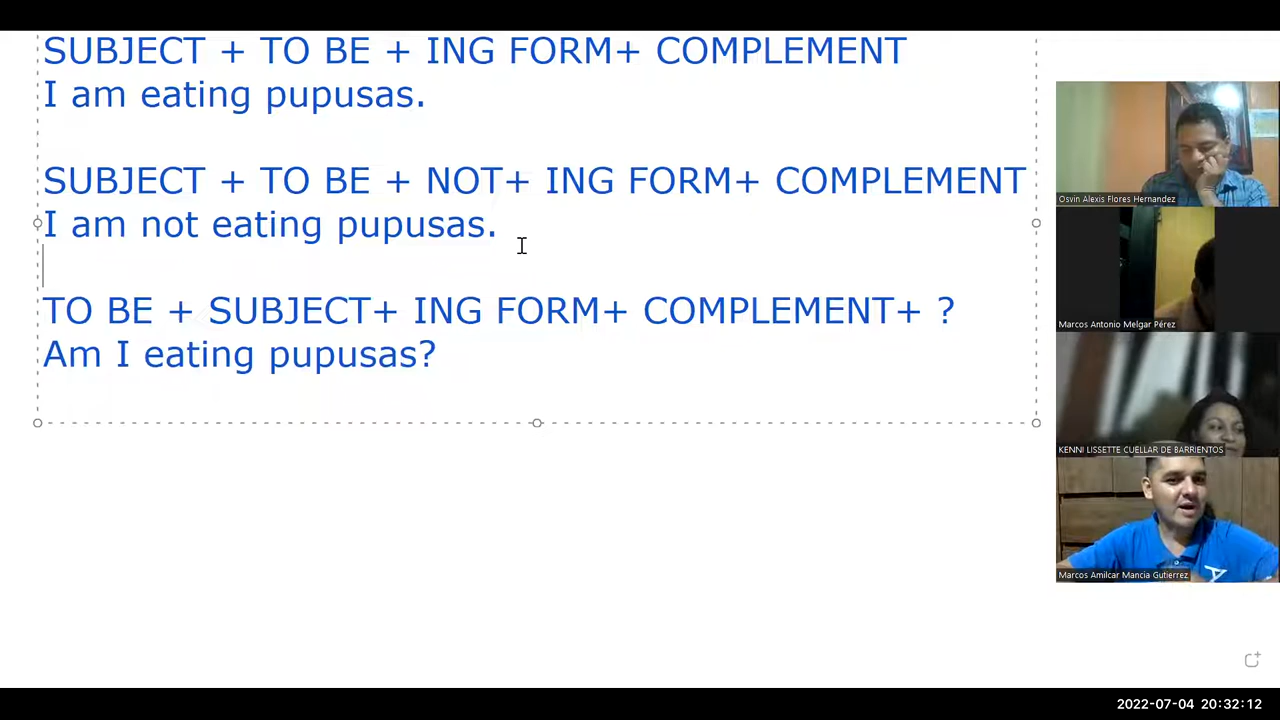 SUBJECT + TO BE + ING FORM+ COMPLEMENT
I am eating pupusas.
SUBJECT + TO BE + NOT+ ING FORM+ COMPLEMENT
I am not eating pupusas.
TO BE + SUBJECT+ ING FORM+ COMPLEMENT+ ?
Am I eating pupusas?
Osvin Alexis Flores Hernandez
Marcos Antonio Melgar Pérez
KENNI LISSETTE CUELLAR DE BARRIENTOS
Marcos Amilcar Mancia Gutierrez
2022-07-04 20:32:12